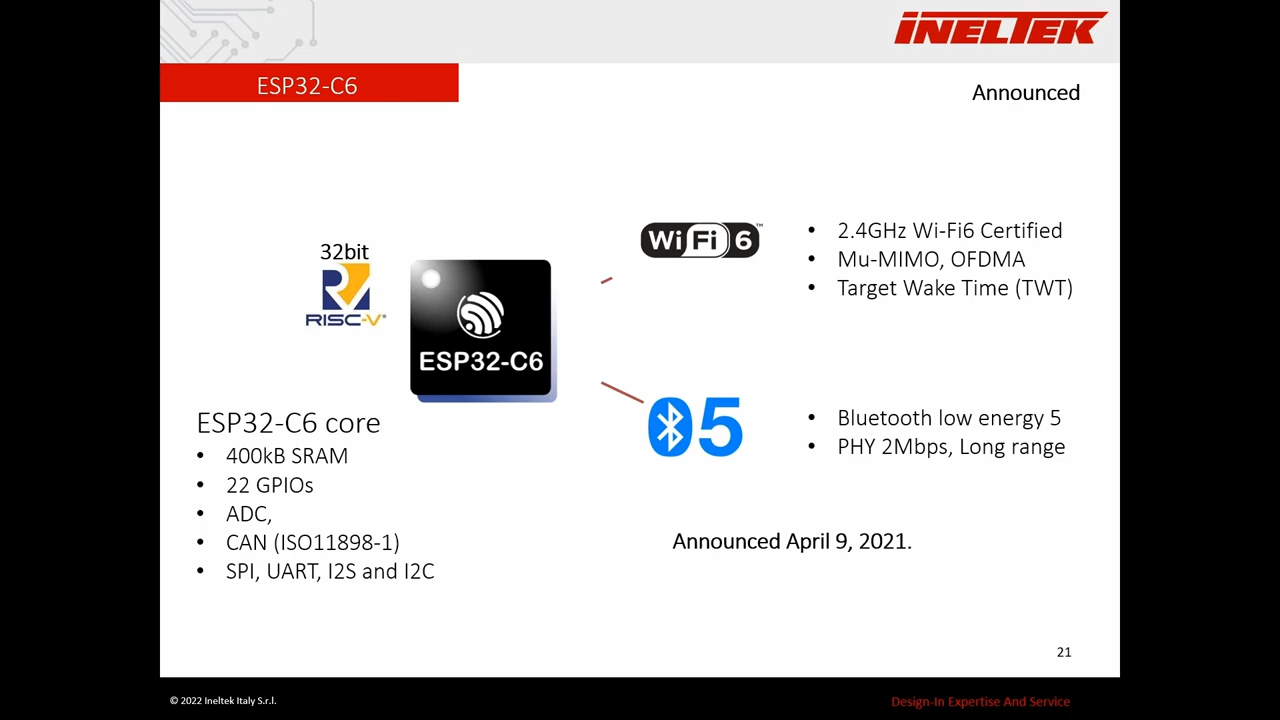 INELTEK
ESP32-C6
Announced
32bit
RISC-V®
ESP32-C6
WiFi 6™
• 2.4GHz Wi-Fi6 Certified
• Mu-MIMO, OFDMA
• Target Wake Time (TWT)
5
• Bluetooth low energy 5
• PHY 2Mbps, Long range
ESP32-C6 core
• 400kB SRAM
• 22 GPIOs
• ADC,
• CAN (ISO11898-1)
• SPI, UART, I2S and I2C
Announced April 9, 2021.
21
© 2022 Ineltek Italy S.r.l.
Design-In Expertise And Service